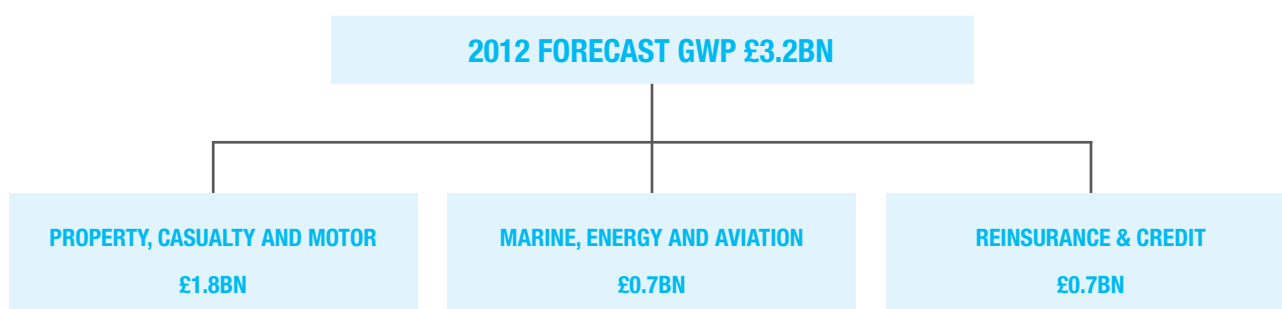 2012 FORECAST GWP £3.2BN
PROPERTY, CASUALTY AND MOTOR
£1.8BN
MARINE, ENERGY AND AVIATION
£0.7BN
REINSURANCE & CREDIT
£0.7BN